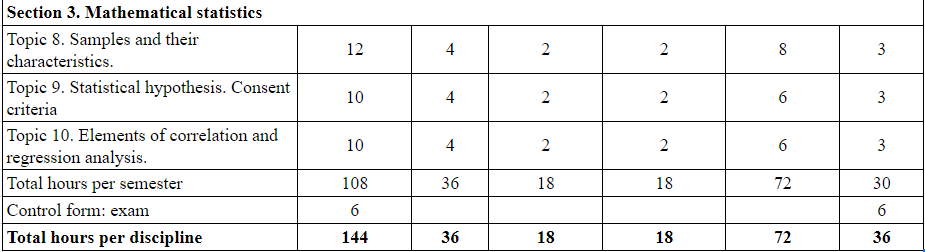 Section 3. Mathematical statistics
Topic 8. Samples and their characteristics. 12 4 2 2 8 3
Topic 9. Statistical hypothesis. Consent criteria 10 4 2 2 6 3
Topic 10. Elements of correlation and regression analysis. 10 4 2 2 6 3
Total hours per semester 108 36 18 18 72 30
Control form: exam 6 6
Total hours per discipline 144 36 18 18 72 36